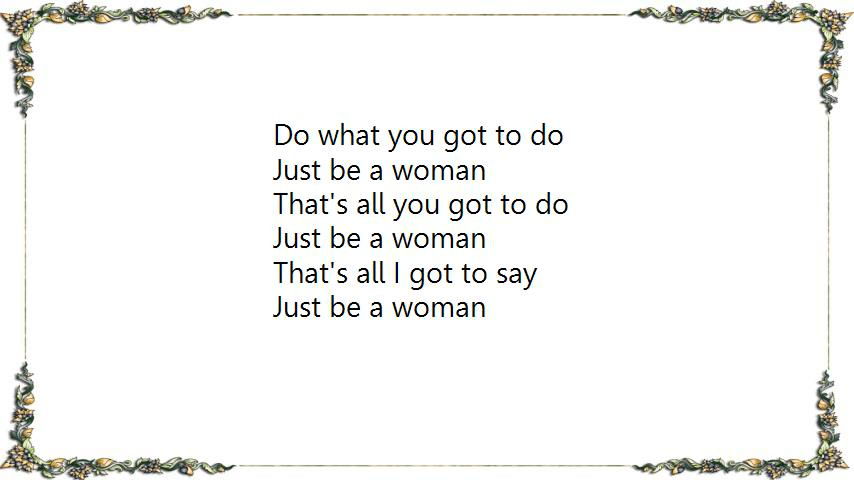 Do what you got to do
Just be a woman
That's all you got to do
Just be a woman
That's all I got to say
Just be a woman